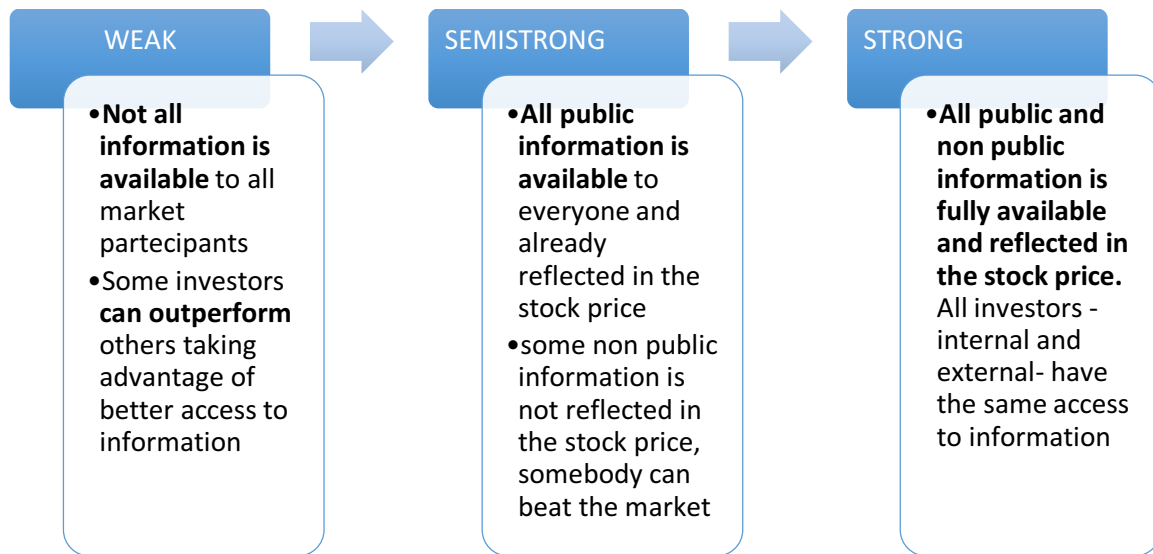 WEAK
•Not all
information is
available to all
market
partecipants
•Some investors
can outperform
others taking
advantage of
better access to
information
SEMISTRONG
•All public
information is
available to
everyone and
already
reflected in the
stock price
•some non public
information is
not reflected in
the stock price,
somebody can
beat the market
STRONG
•All public and
non public
information is
fully available
and reflected in
the stock price.
All investors -
internal and
external- have
the same access
to information